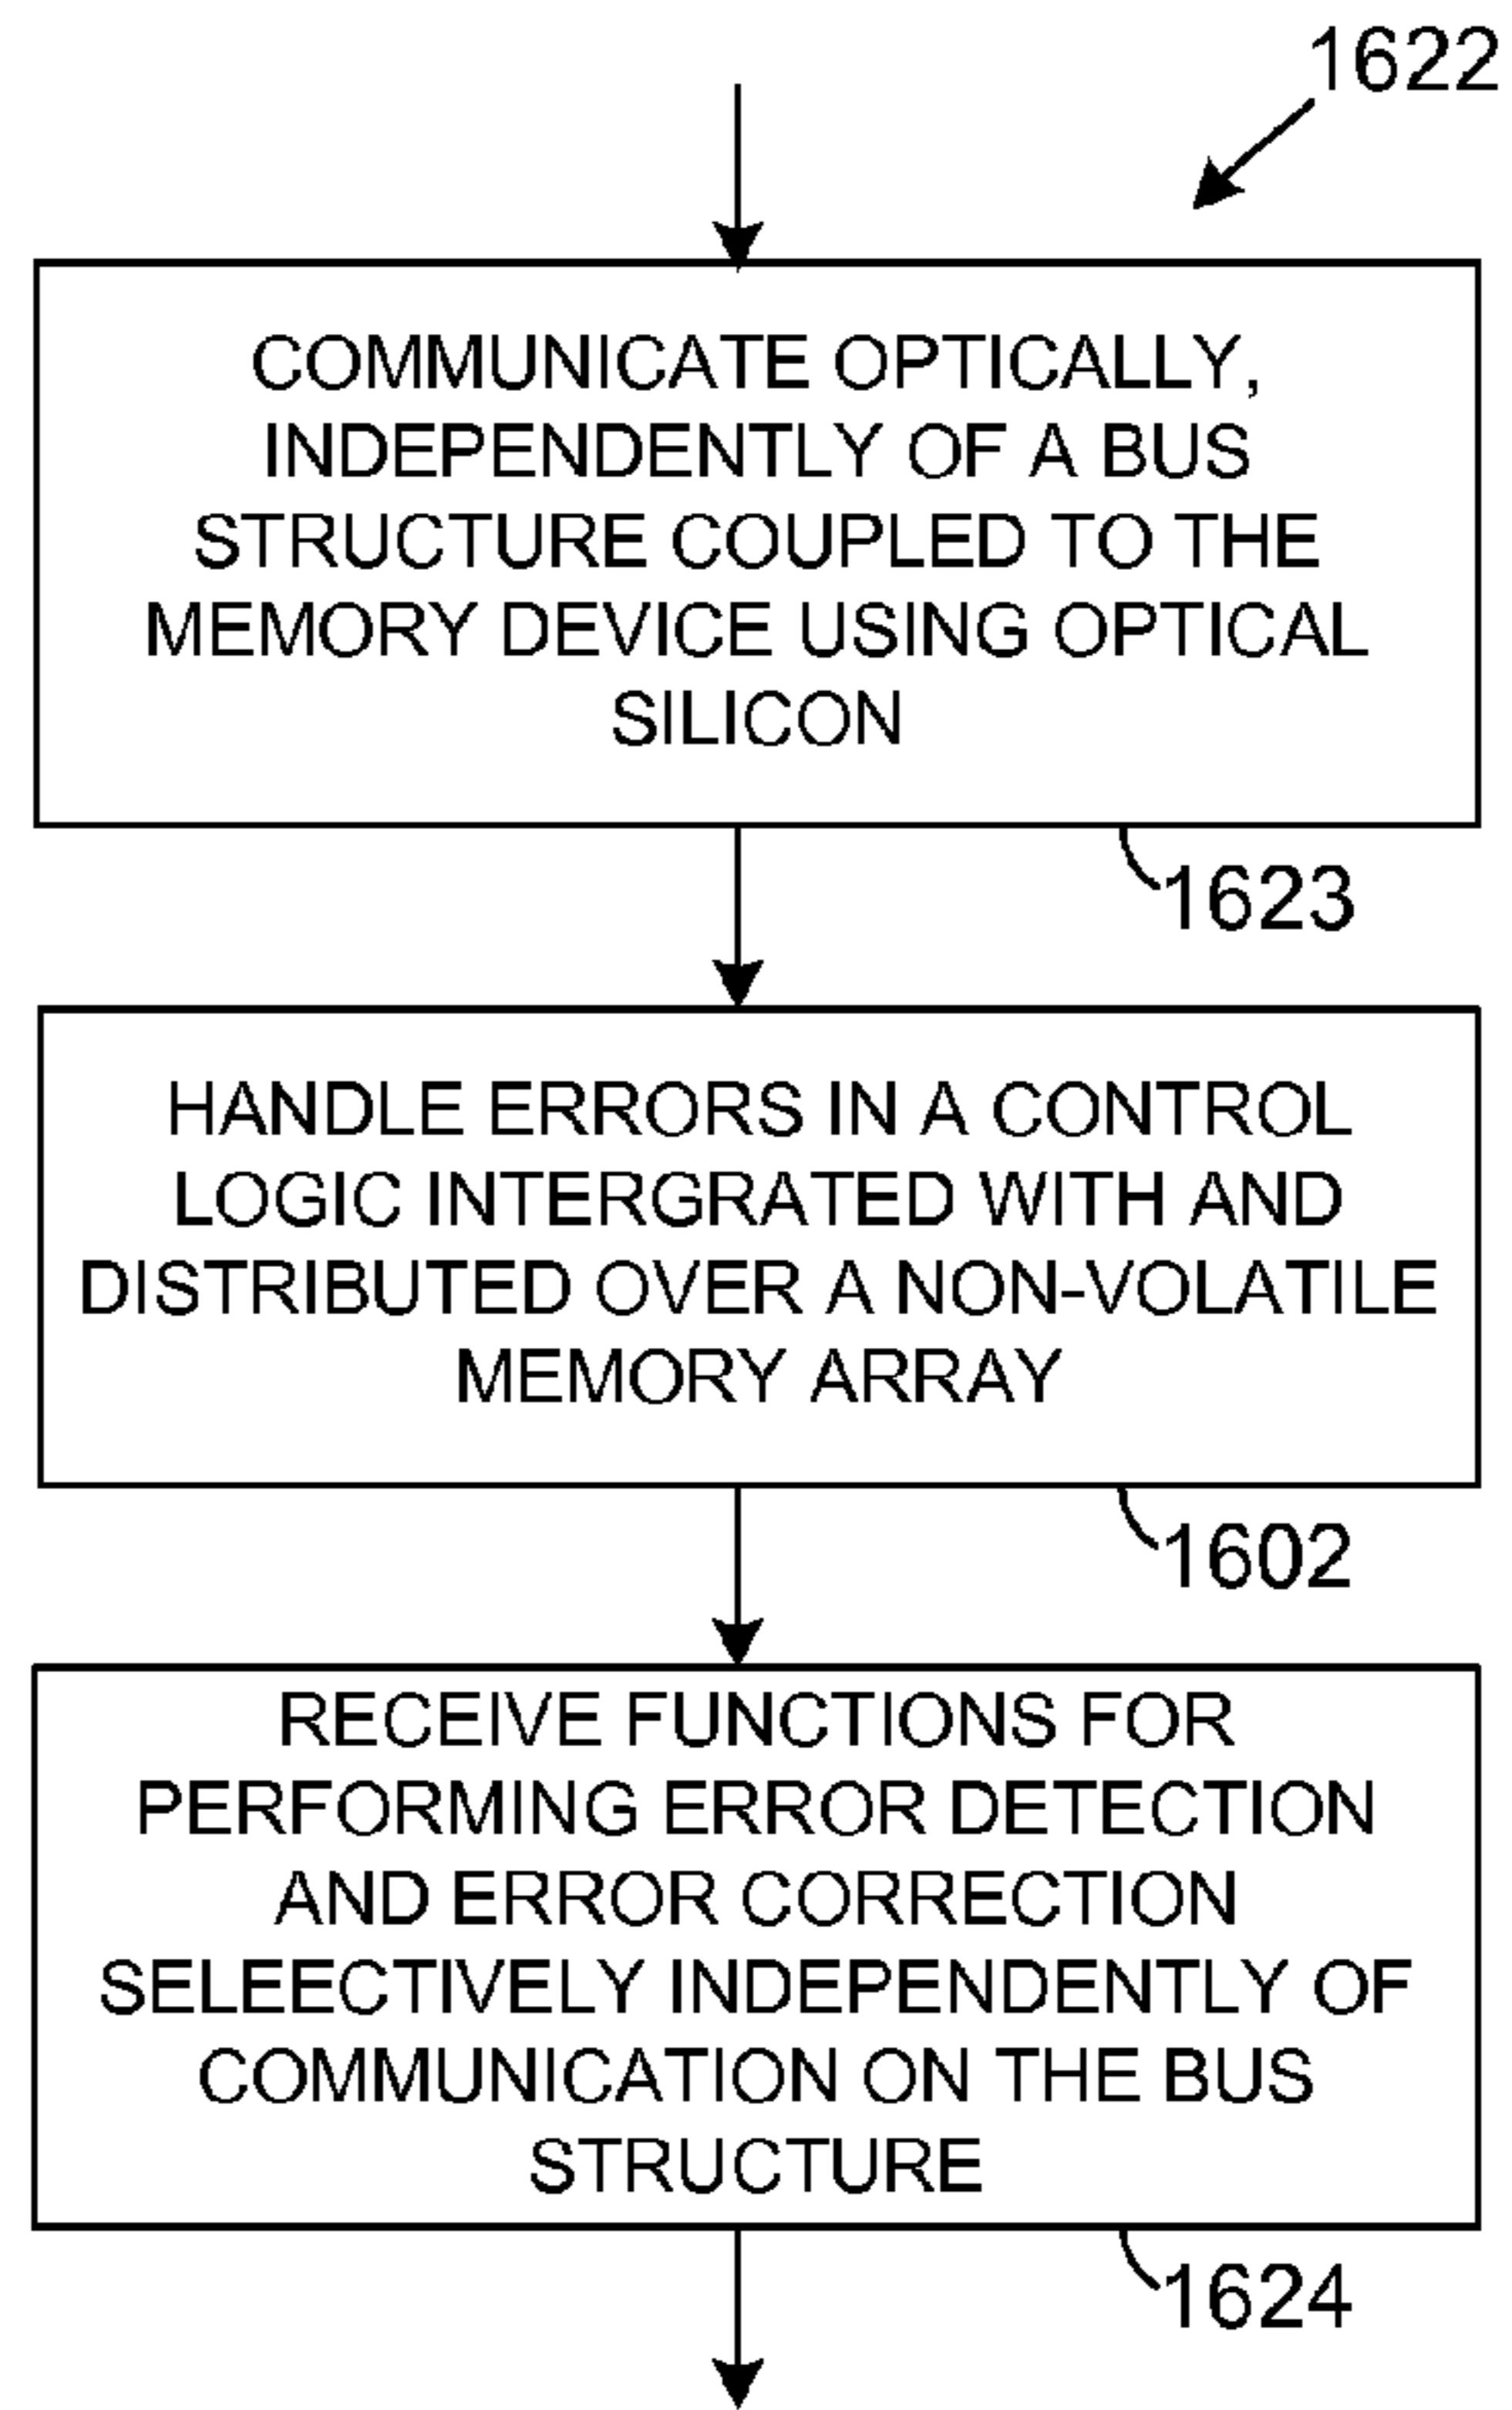 1622
COMMUNICATE OPTICALLY,
INDEPENDENTLY OF A BUS
STRUCTURE COUPLED TO THE
MEMORY DEVICE USING OPTICAL
SILICON
1623
HANDLE ERRORS IN A CONTROL
LOGIC INTERGRATED WITH AND
DISTRIBUTED OVER A NON-VOLATILE
MEMORY ARRAY
1602
RECEIVE FUNCTIONS FOR
PERFORMING ERROR DETECTION
AND ERROR CORRECTION
SELEECTIVELY INDEPENDENTLY OF
COMMUNICATION ON THE BUS
STRUCTURE
1624